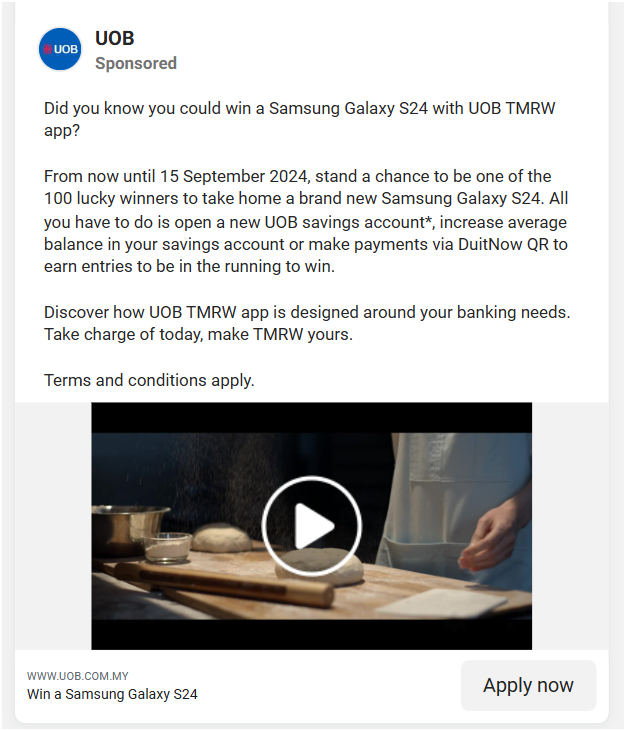 UOB
UOB
Sponsored
Did you know you could win a Samsung Galaxy S24 with UOB TMRW
app?
From now until 15 September 2024, stand a chance to be one of the
100 lucky winners to take home a brand new Samsung Galaxy S24. All
you have to do is open a new UOB savings account*, increase average
balance in your savings account or make payments via DuitNow QR to
earn entries to be in the running to win.
Discover how UOB TMRW app is designed around your banking needs.
Take charge of today, make TMRW yours.
Terms and conditions apply.
WWW.UOB.COM.MY
Win a Samsung Galaxy S24
Apply now